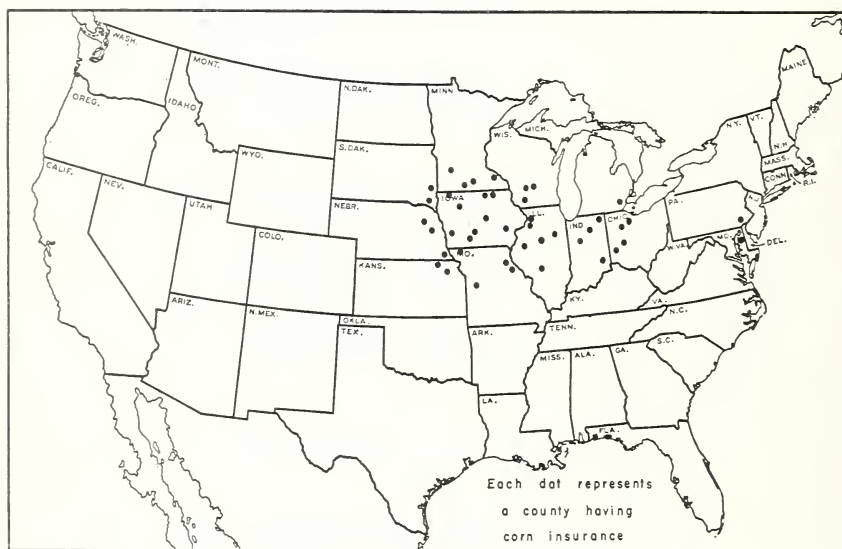 WASH.
MONT.
N.DAK.
MINN
MAINE
OREG.
IDAHO
WIS.
MICH.
N.Y.
VT.
N.H
S.DAK.
WYO.
MASS.
CONN
R.I.
CALIF.
NEV.
NEBR.
IOWA
PA.
N.J.
UTAH
ILL.
IND
OHIO
COLO.
W.VA.
MD.
DEL.
KANS.
MO.
KY.
VA.
ARIZ.
N.MEX.
OKLA.
TENN.
N.C.
TEX.
ARK.
S.C.
MISS.
ALA.
GA.
LA.
FLA.
Each dat represents
a county having
corn insurance